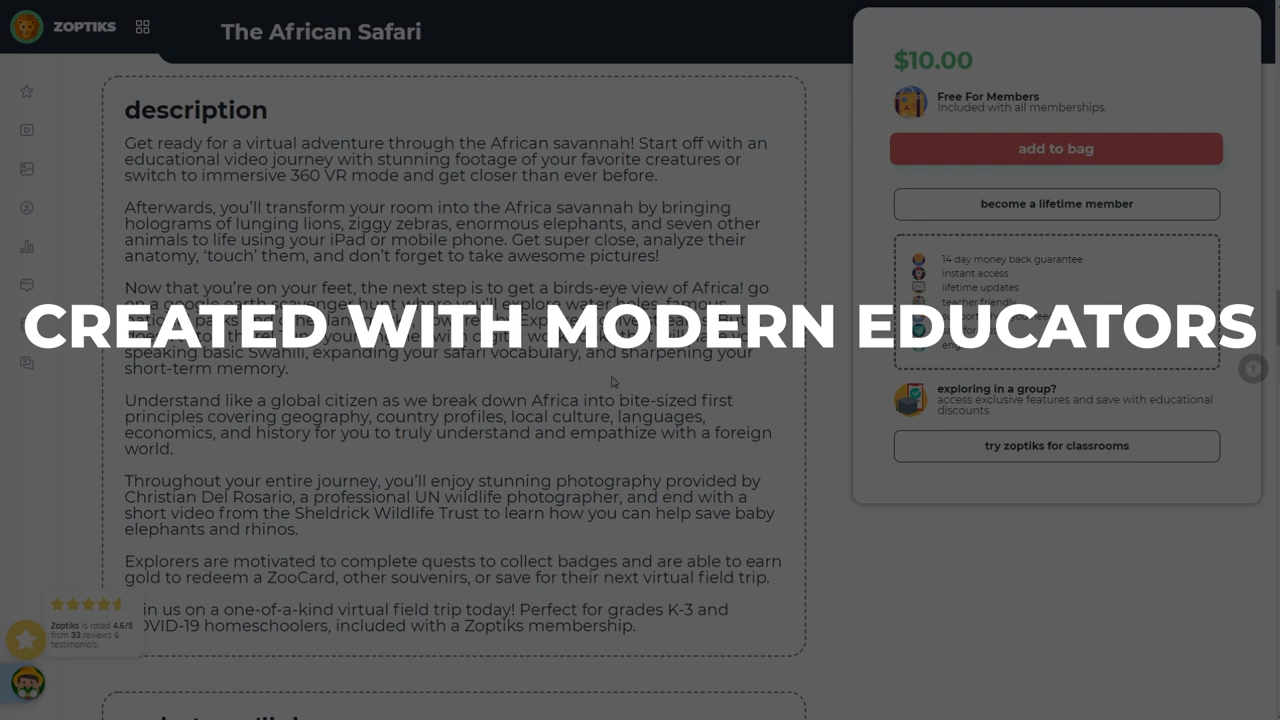 ZOPTIKS
The African Safari
description
Get ready for a virtual adventure through the African savannah! Start off with an
educational video journey with stunning footage of your favorite creatures or
switch to immersive 360 VR mode and get closer than ever before.
Afterwards, you'll transform your room into the Africa savannah by bringing
holograms of lunging lions, ziggy zebras, enormous elephants, and seven other
animals to life using your iPad or mobile phone. Get super close, analyze their
anatomy, 'touch' them, and don't forget to take awesome pictures!
Now that you're on your feet, the next step is to get a birds-eye view of Africa! go
on a google earth scavenger hunt where you'll explore water holes, famous
CREATED WITH MODERN EDUCATORS
speaking basic Swahili, expanding your safari vocabulary, and sharpening your
short-term memory.
Understand like a global citizen as we break down Africa into bite-sized first
principles covering geography, country profiles, local culture, languages,
economics, and history for you to truly understand and empathize with a foreign
world.
Throughout your entire journey, you'll enjoy stunning photography provided by
Christian Del Rosario, a professional UN wildlife photographer, and end with a
short video from the Sheldrick Wildlife Trust to learn how you can help save baby
elephants and rhinos.
Explorers are motivated to complete quests to collect badges and are able to earn
gold to redeem a ZooCard, other souvenirs, or save for their next virtual field trip.
in us on a one-of-a-kind virtual field trip today! Perfect for grades K-3 and
OVID-19 homeschoolers, included with a Zoptiks membership.
Zoptiks is rated 4.6/5
from 33 reviews &
testimonials.
$10.00
Free For Members
Included with all memberships.
add to bag
become a lifetime member
14 day money back guarantee
instant access
lifetime updates
teacher friendly
exploring in a group?
access exclusive features and save with educational
discounts
try zoptiks for classrooms